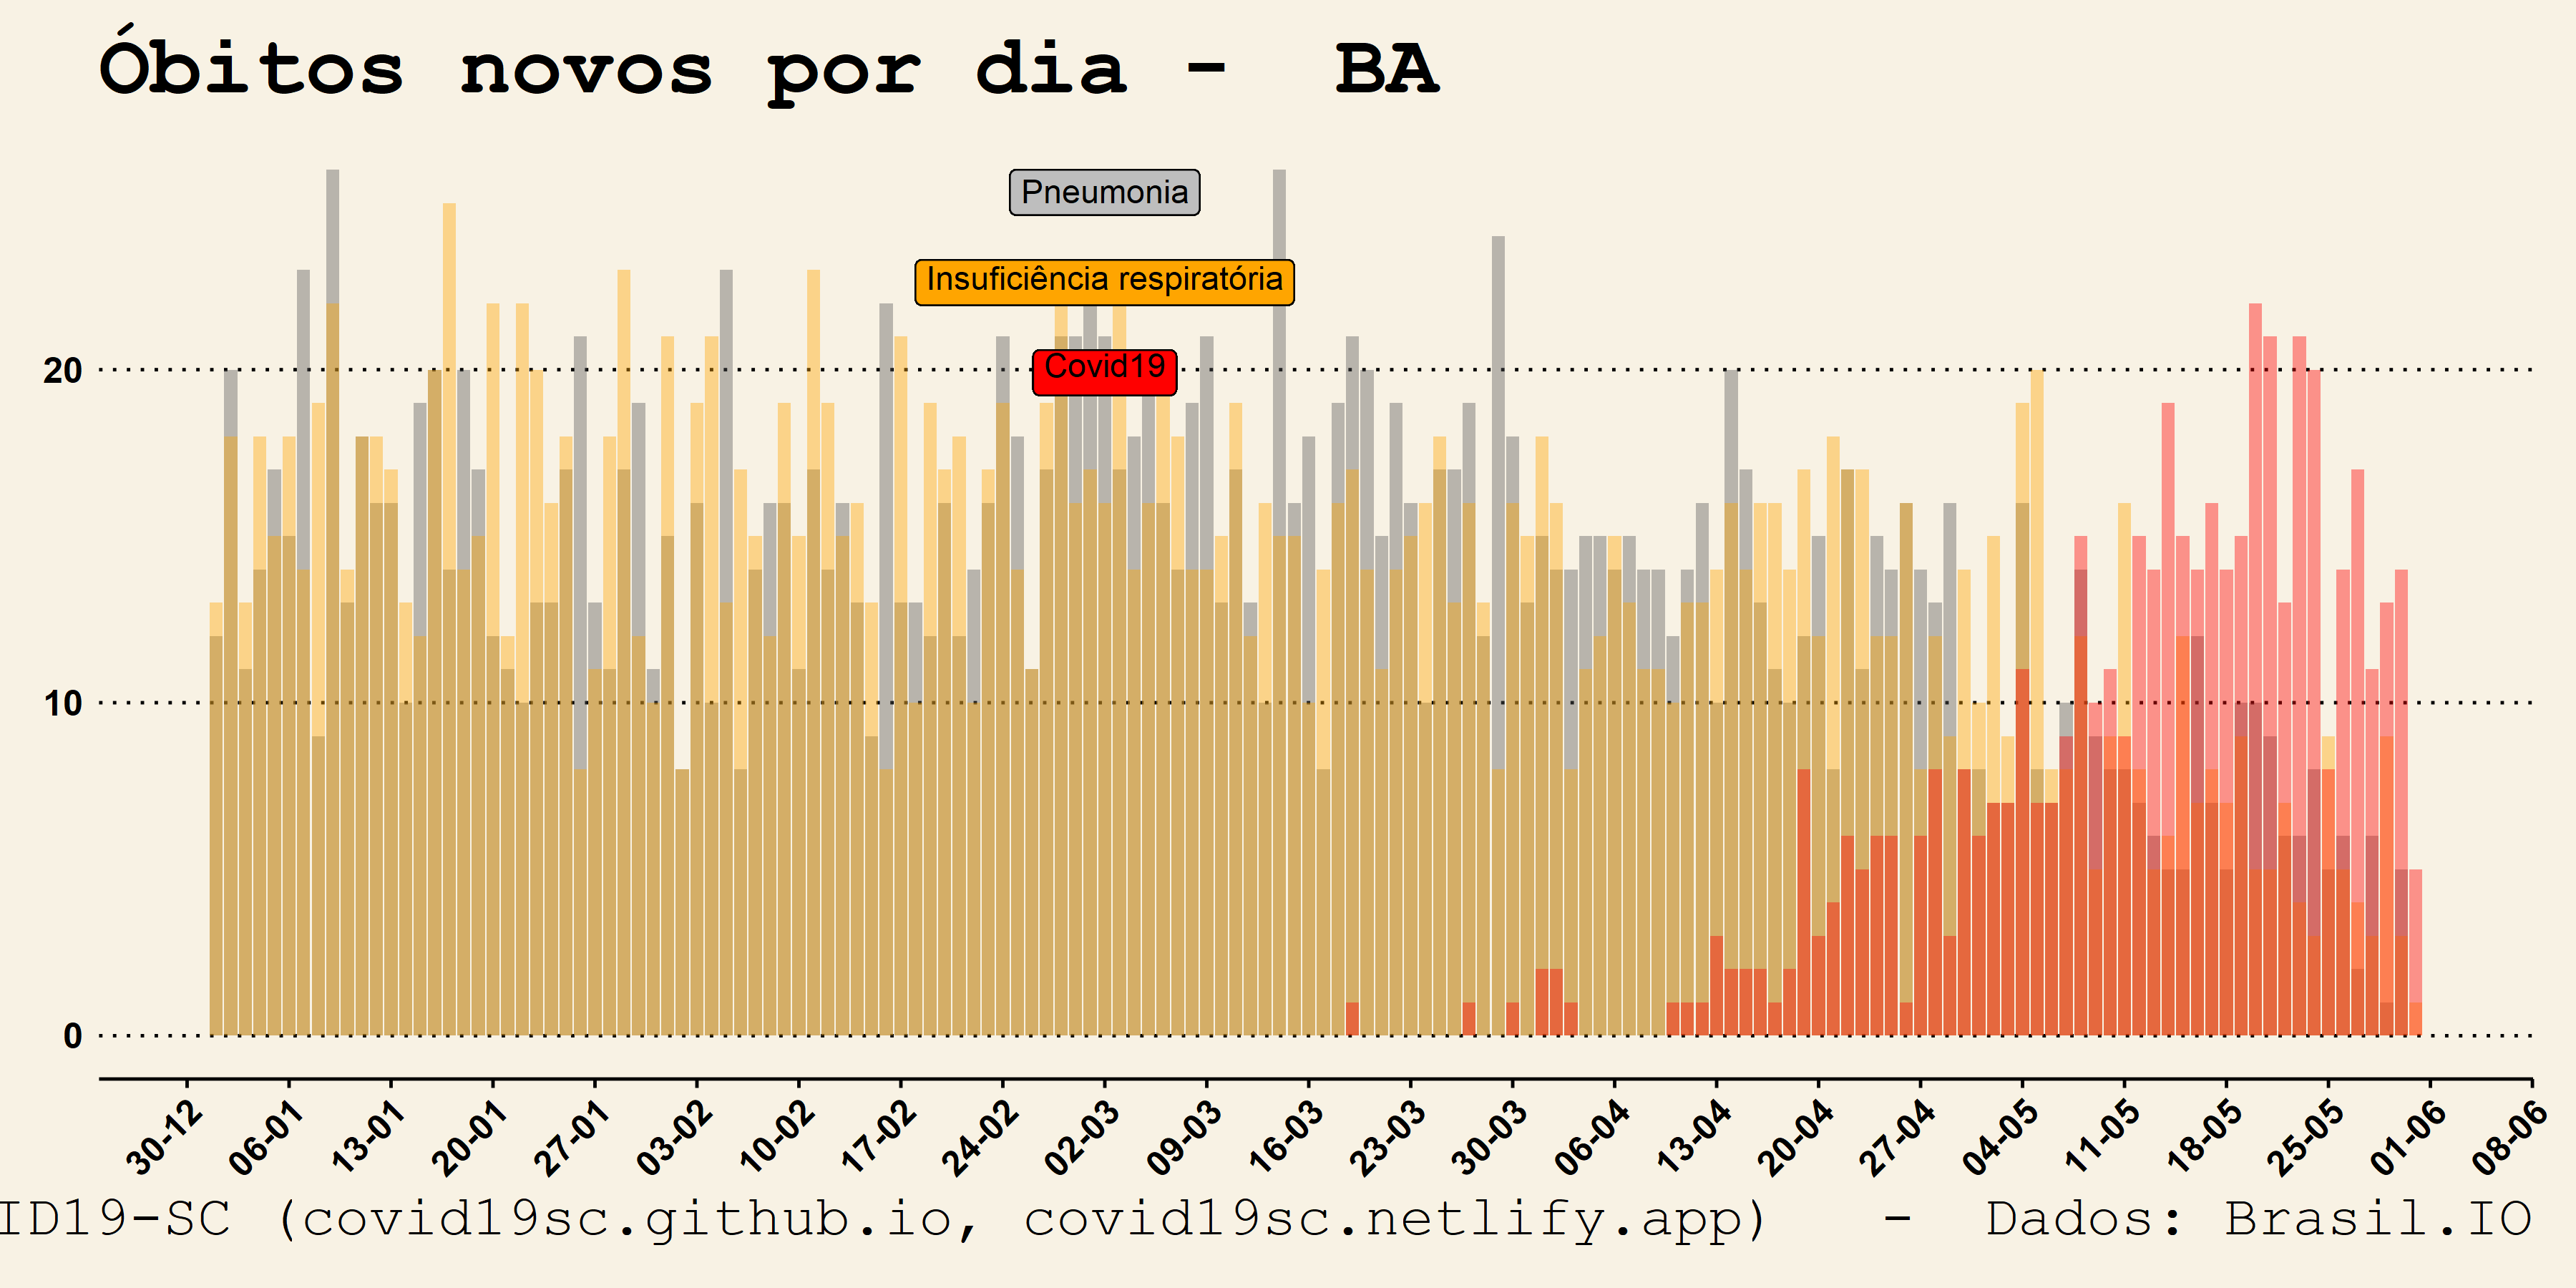 Óbitos novos por dia - BA
Pneumonia
Insuficiência respiratória
Covid19
20
10
0
30-12 06-01 13-01 20-01 27-01 03-02 10-02 17-02 24-02 02-03 09-03 16-03 23-03 30-03 06-04 13-04 20-04 27-04 04-05 11-05 18-05 25-05 01-06 08-06
ID19-SC (covid19sc.github.io, covid19sc.netlify.app) - Dados: Brasil.IO